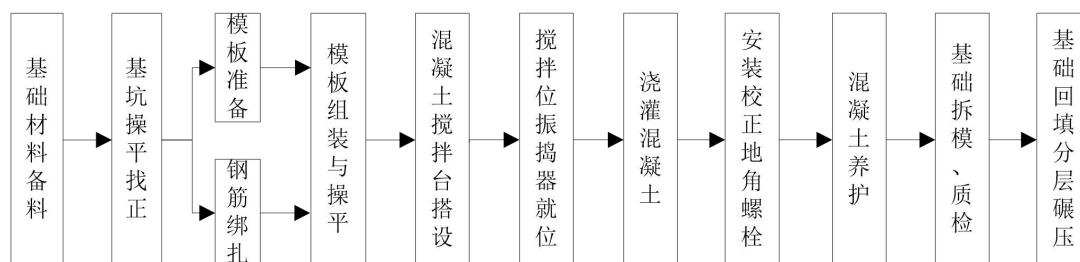 基础材料备料
基坑操平找正
模板准备
钢筋绑扎
模板组装与操平
混凝土搅拌台搭设
搅拌位振捣器就位
浇灌混凝土
安装校正地角螺栓
混凝土养护
基础拆模、质检
基础回填分层碾压